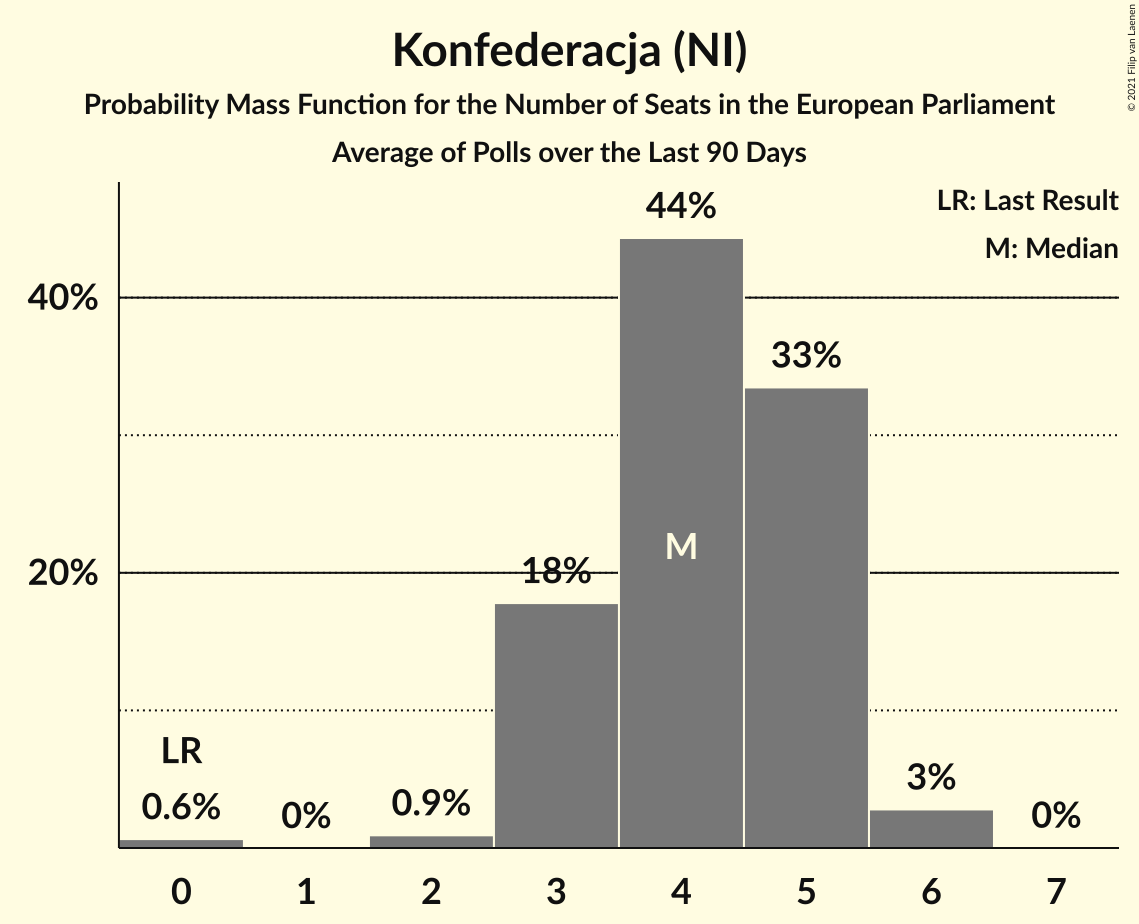 Konfederacja (NI)
Probability Mass Function for the Number of Seats in the European Parliament
Average of Polls over the Last 90 Days
© 2021 Filip van Laenen
LR: Last Result
M: Median
44%
40%
33%
M
20%
18%
LR
0.6%
0%
0.9%
3%
0%
0 1 2 3 4 5 6 7